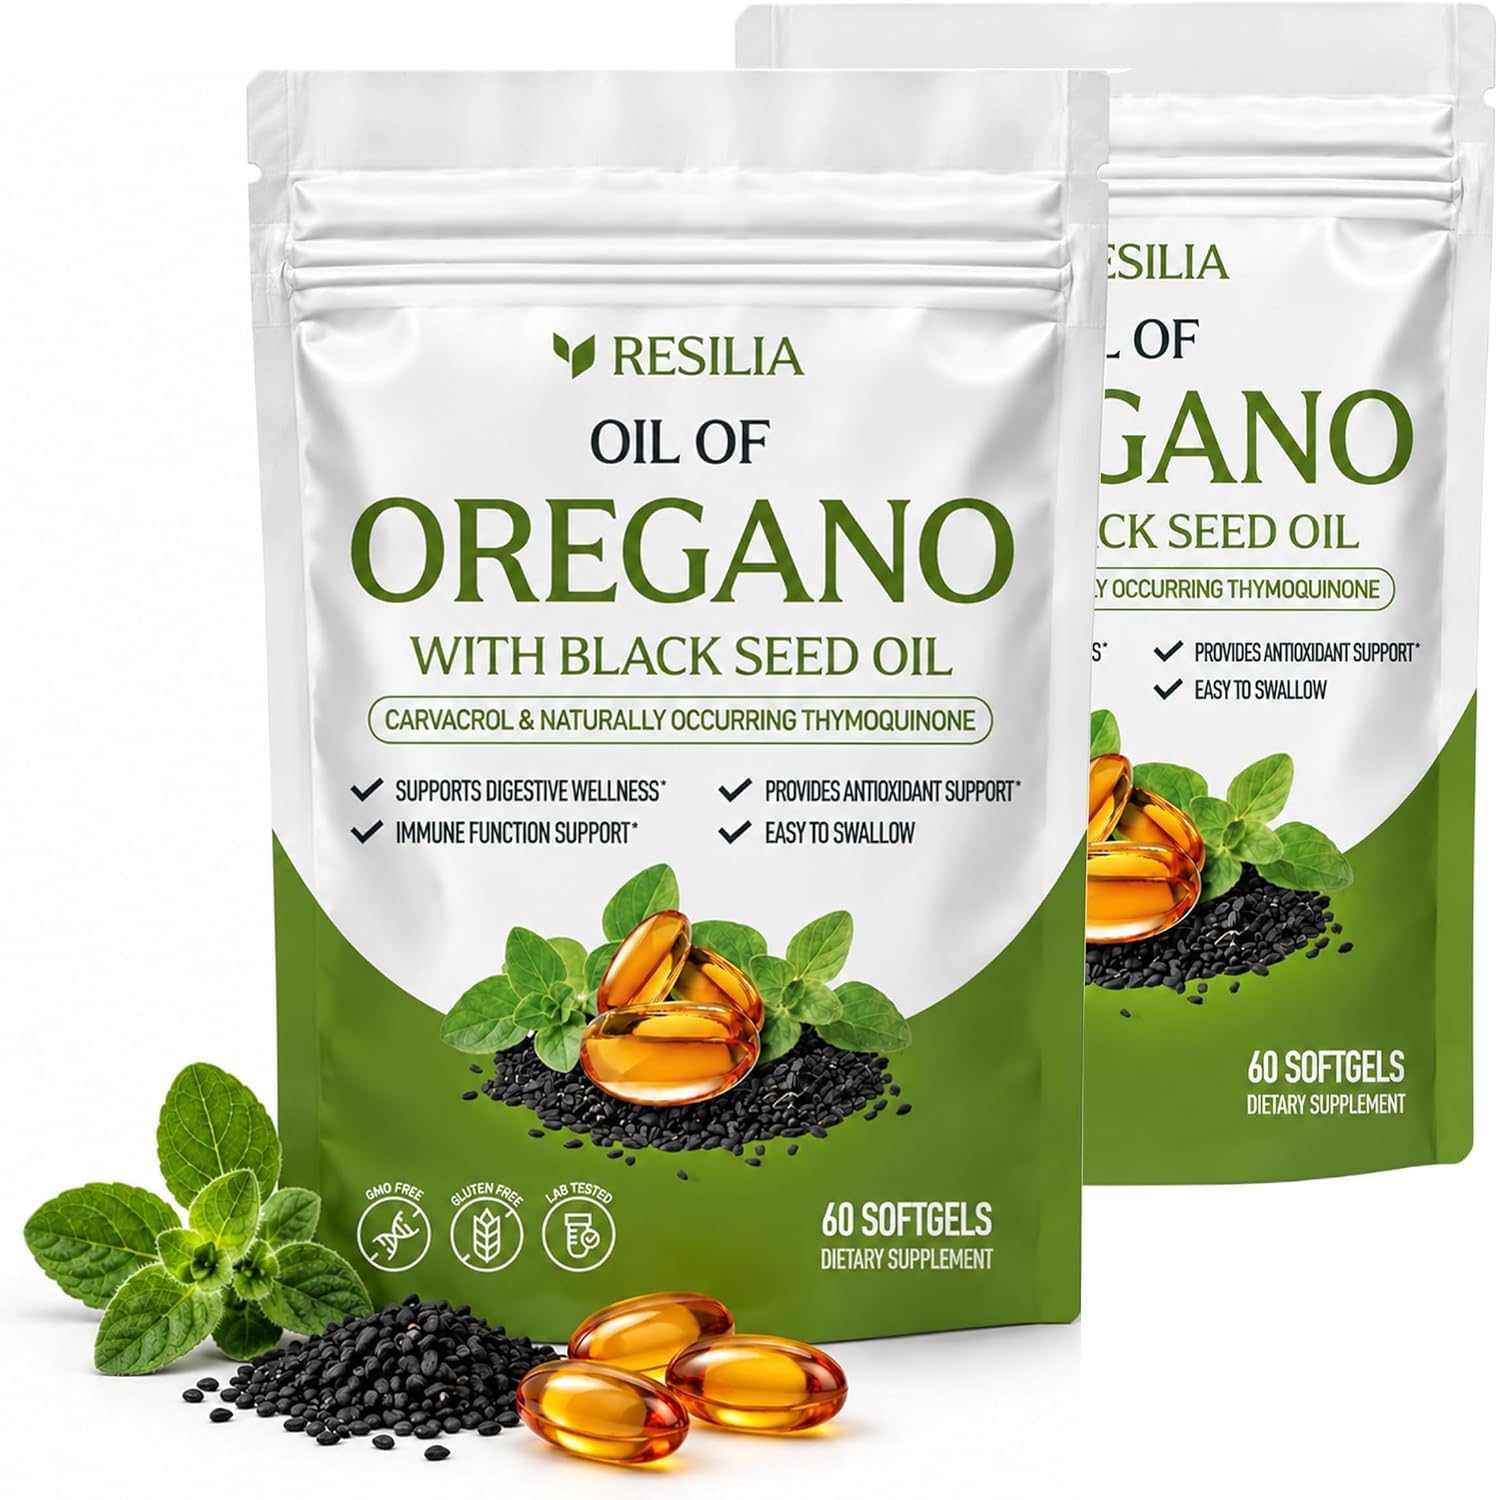 RESILIA
OIL OF
OREGANO
WITH BLACK SEED OIL
CARVACROL & NATURALLY OCCURRING THYMOQUINONE
SUPPORTS DIGESTIVE WELLNESS*
IMMUNE FUNCTION SUPPORT*
PROVIDES ANTIOXIDANT SUPPORT*
EASY TO SWALLOW
GMO FREE
GLUTEN FREE
LAB TESTED
60 SOFTGELS
DIETARY SUPPLEMENT
ESILIA
L OF
GANO
CK SEED OIL
Y OCCURRING THYMOQUINONE
S*
PROVIDES ANTIOXIDANT SUPPORT*
EASY TO SWALLOW
60 SOFTGELS
DIETARY SUPPLEMENT